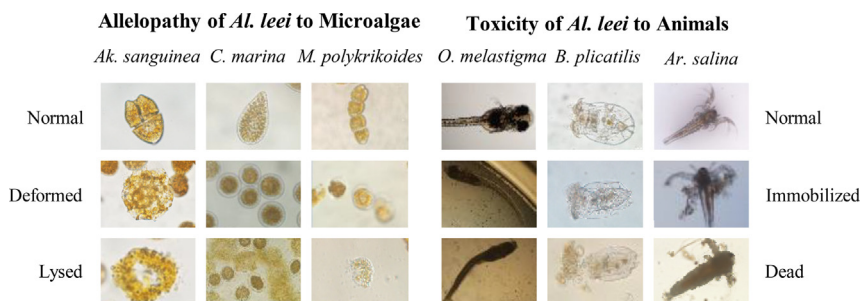 Allelopathy of Al. leei to Microalgae
Toxicity of Al. leei to Animals
Ak. sanguinea C. marina M. polykrikoides O. melastigma B. plicatilis Ar. salina
Normal
Normal
Deformed
Immobilized
Lysed
Dead